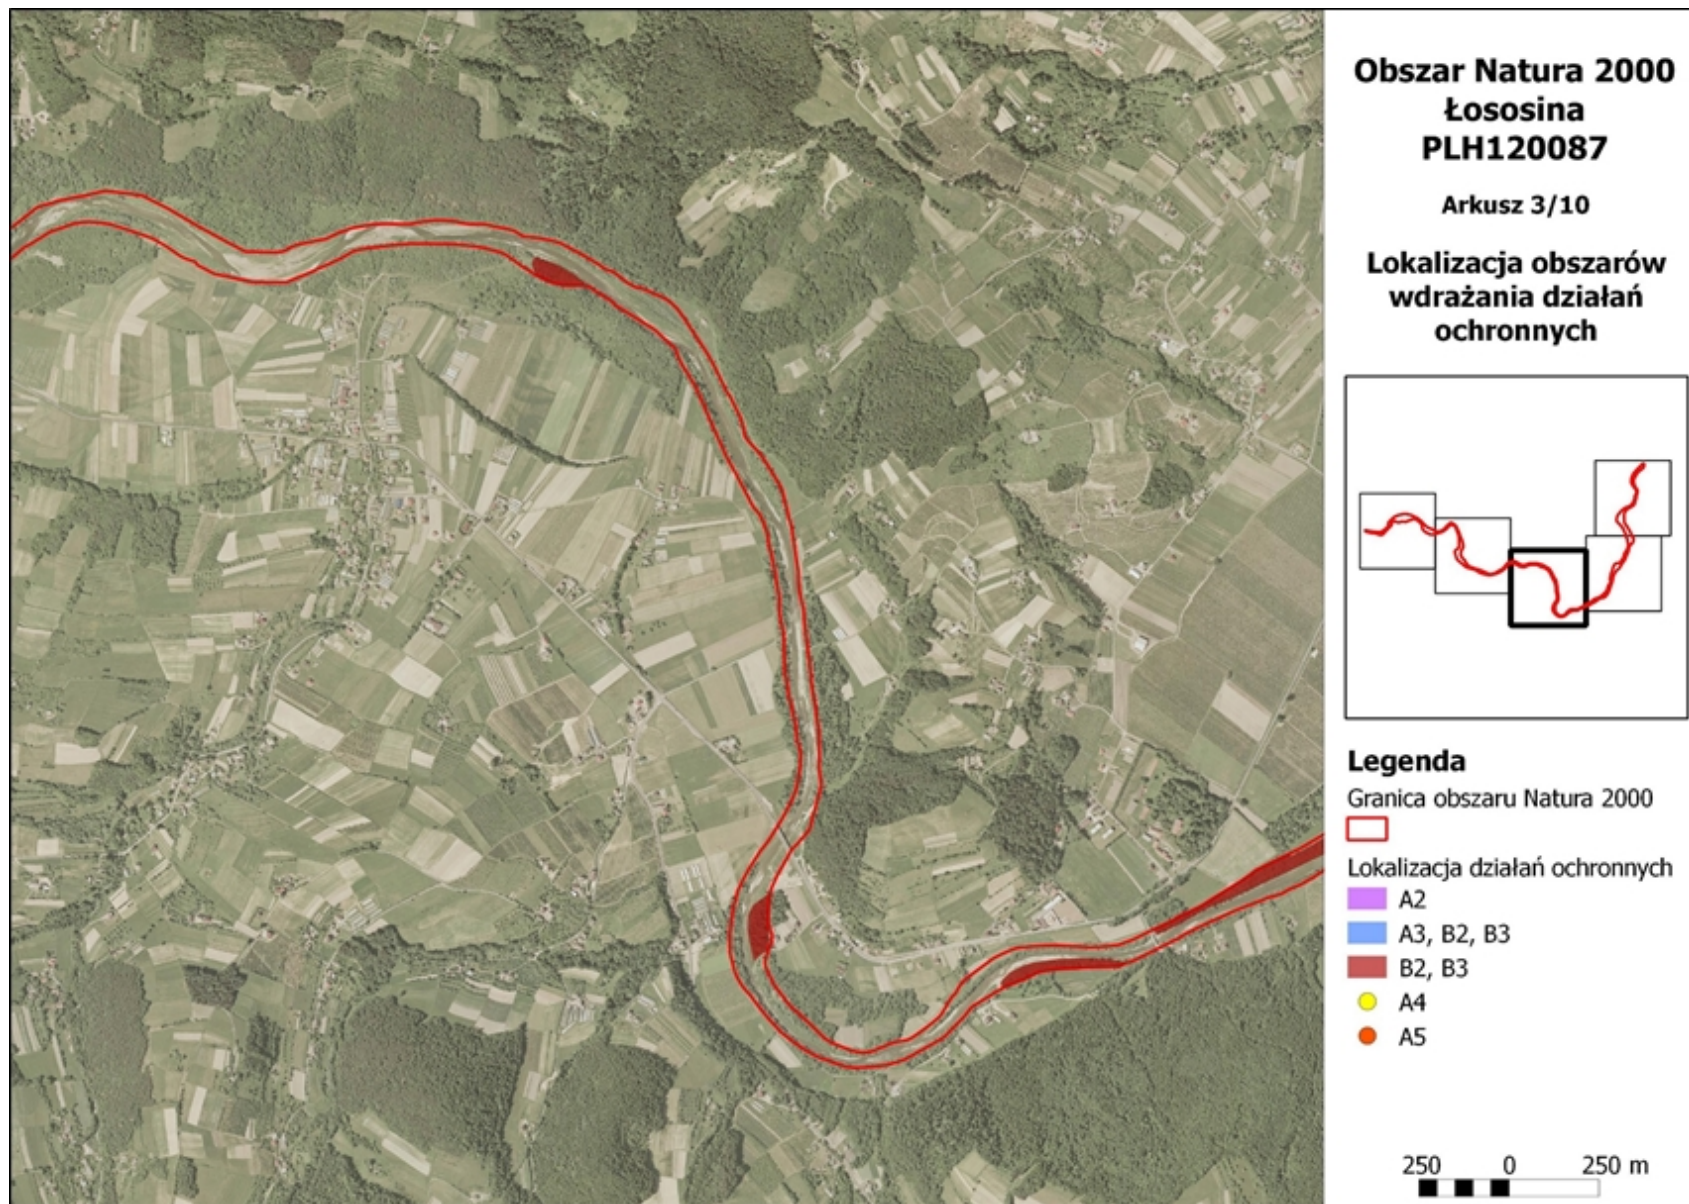 Obszar Natura 2000
Łososina
PLH120087
Arkusz 3/10
Lokalizacja obszarów
wdrażania działań
ochronnych
Legenda
Granica obszaru Natura 2000
Lokalizacja działań ochronnych
A2
A3, B2, B3
B2, B3
A4
A5
250 0 250 m